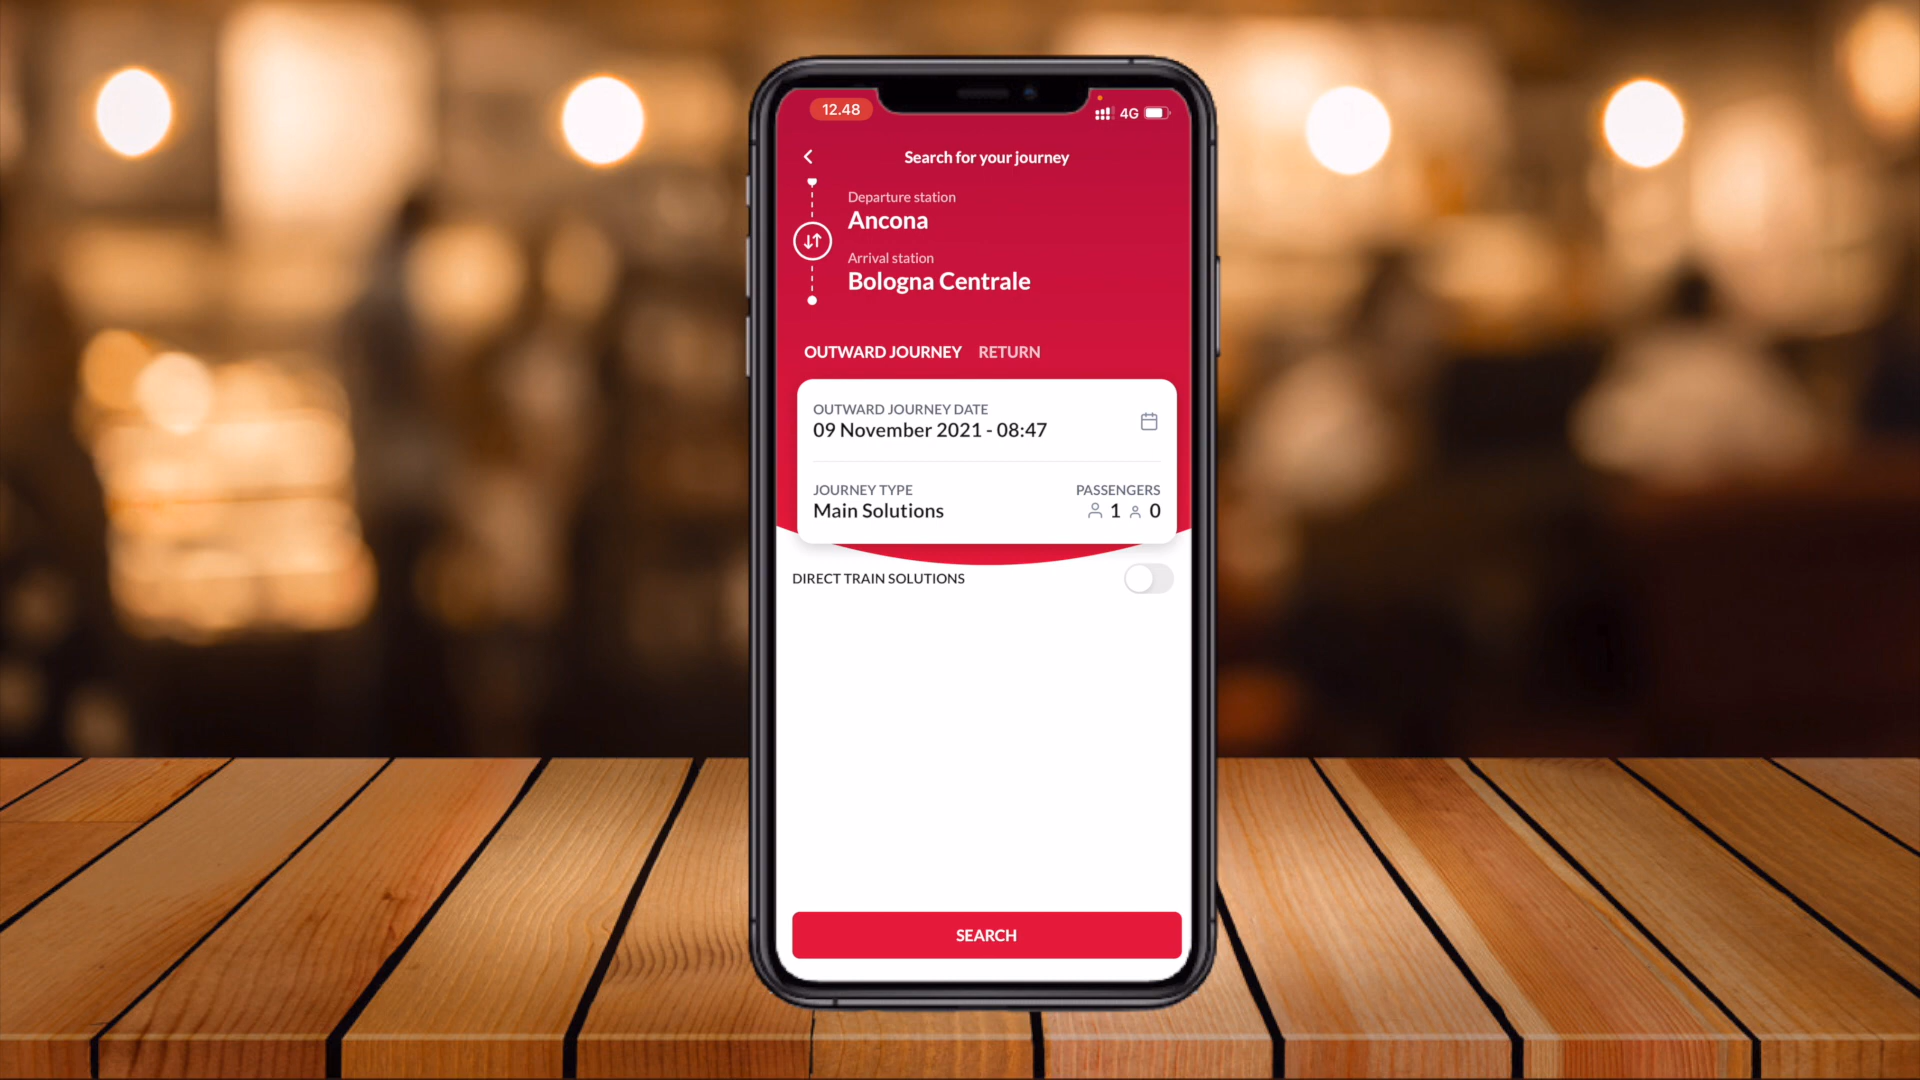 12.48
4G
Search for your journey
Departure station
Ancona
Arrival station
Bologna Centrale
OUTWARD JOURNEY RETURN
OUTWARD JOURNEY DATE
09 November 2021 - 08:47
JOURNEY TYPE PASSENGERS
Main Solutions 1 0
DIRECT TRAIN SOLUTIONS
SEARCH